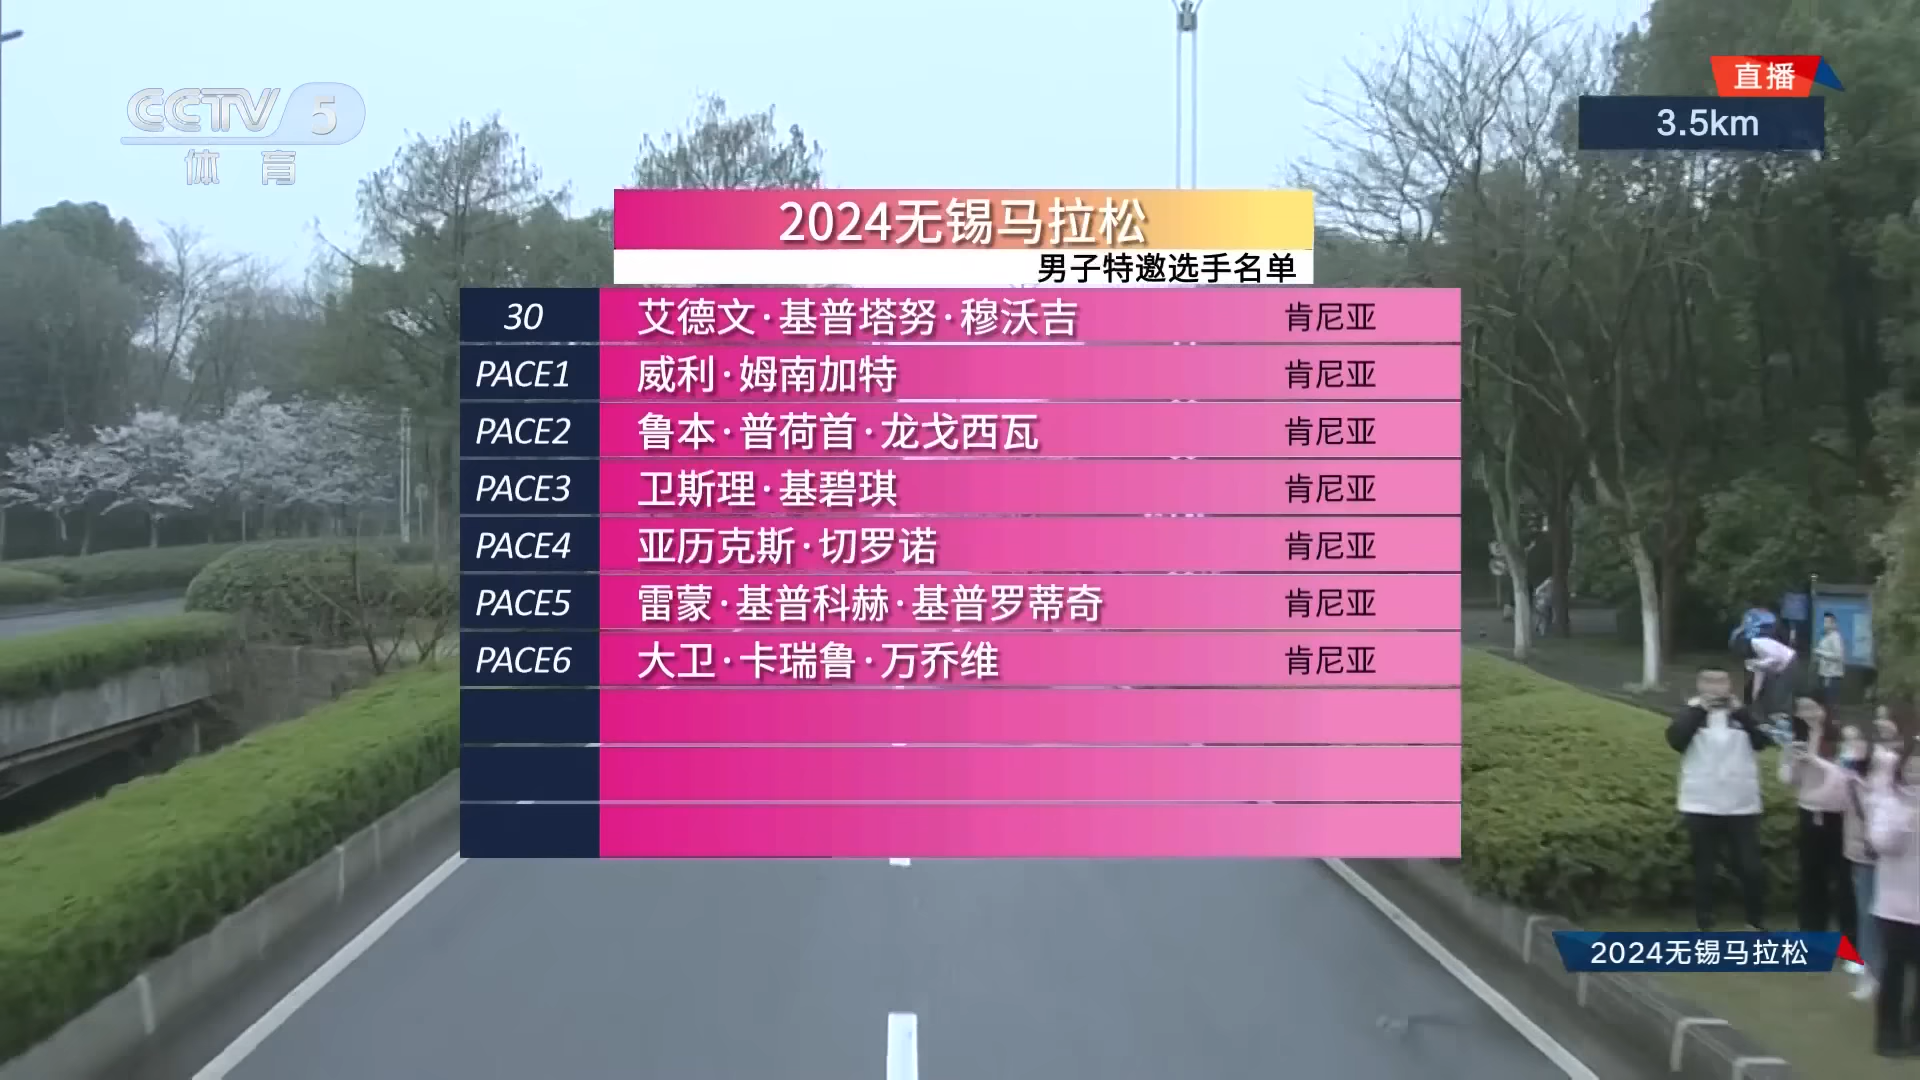 CCTV 5
体育
直播
3.5km
2024无锡马拉松
男子特邀选手名单
30 艾德文·基普塔努·穆沃吉 肯尼亚
PACE1 威利·姆南加特 肯尼亚
PACE2 鲁本·普荷首·龙戈西瓦 肯尼亚
PACE3 卫斯理·基碧琪 肯尼亚
PACE4 亚历克斯·切罗诺 肯尼亚
PACE5 雷蒙·基普科赫·基普罗蒂奇 肯尼亚
PACE6 大卫·卡瑞鲁·万乔维 肯尼亚
2024无锡马拉松